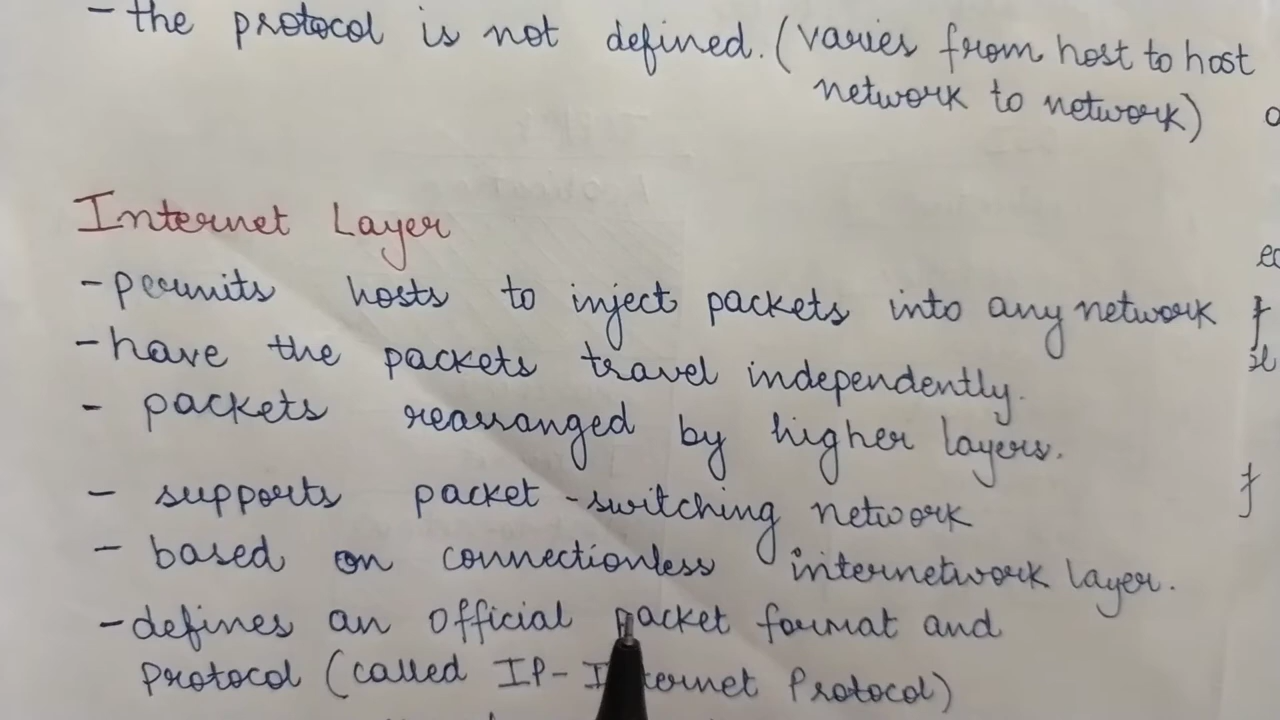 - the protocol is not defined. (varies from host to host
network to network)
Internet Layer
- permits hosts to inject packets into any network
- have the packets travel independently.
- packets rearranged by higher layers.
- supports packet-switching network
- based on connectionless internetwork layer.
- defines an official packet format and
Protocol (called IP- Internet Protocol)